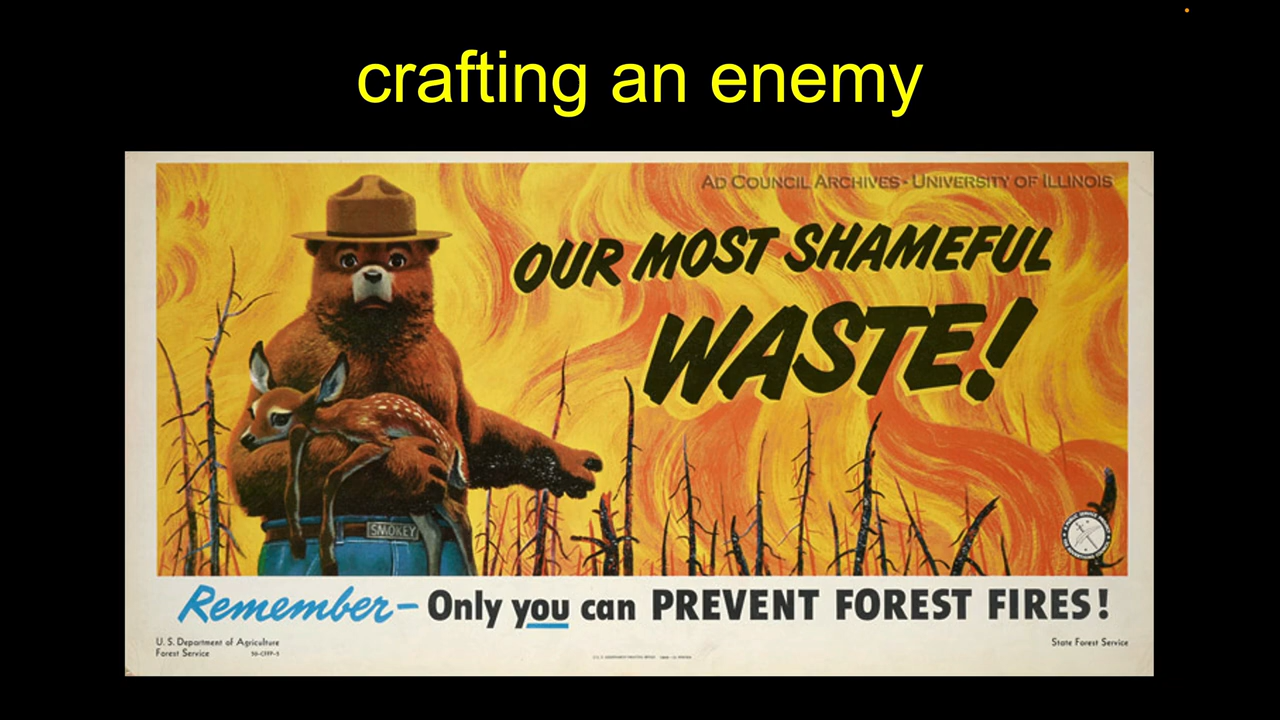 crafting an enemy
AD COUNCIL ARCHIVES - UNIVERSITY OF ILLINOIS
OUR MOST SHAMEFUL
WASTE!
SMOKEY
Remember – Only you can PREVENT FOREST FIRES!
U. S. Department of Agriculture
Forest Service
State Forest Service